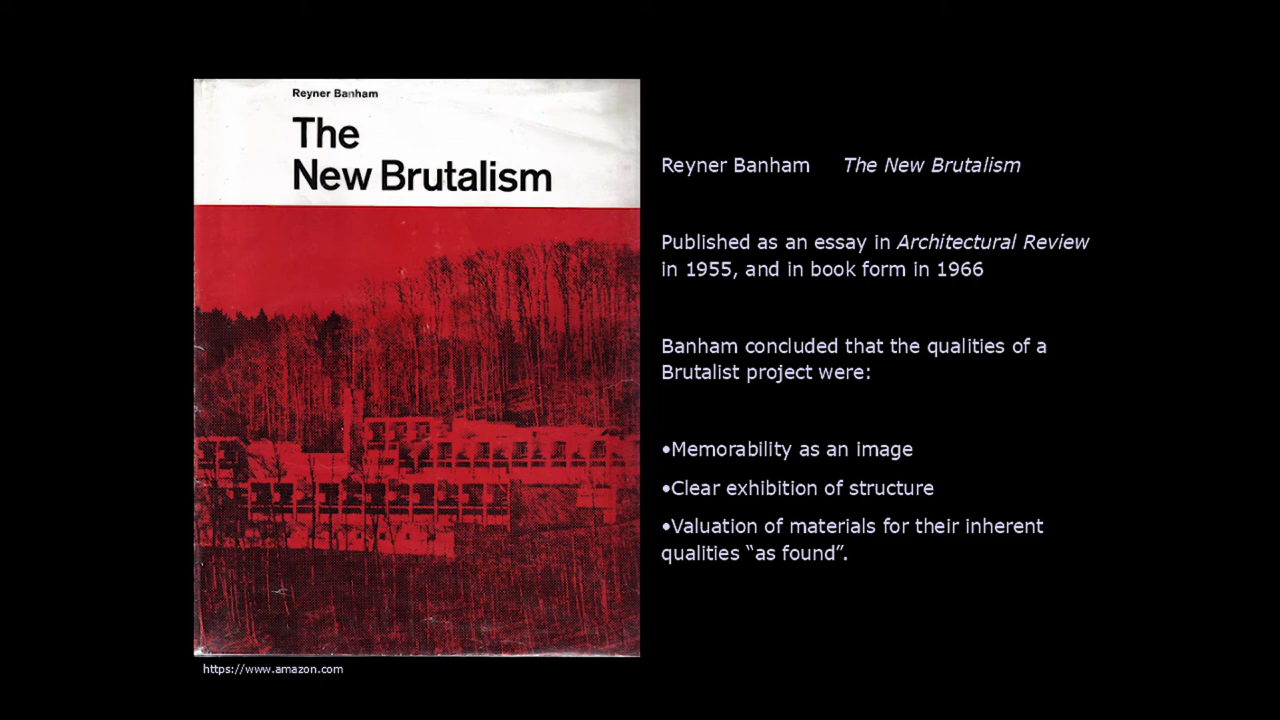 Reyner Banham
The
New Brutalism
Reyner Banham The New Brutalism
Published as an essay in Architectural Review
in 1955, and in book form in 1966
Banham concluded that the qualities of a
Brutalist project were:
•Memorability as an image
•Clear exhibition of structure
•Valuation of materials for their inherent
qualities “as found”.
https://www.amazon.com